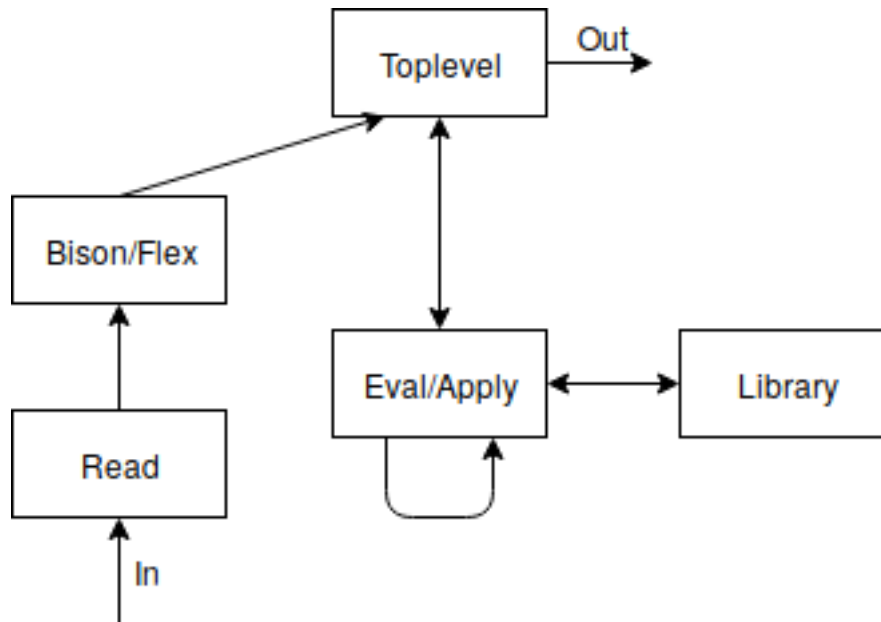 Toplevel
Out
Bison/Flex
Eval/Apply
Library
Read
In